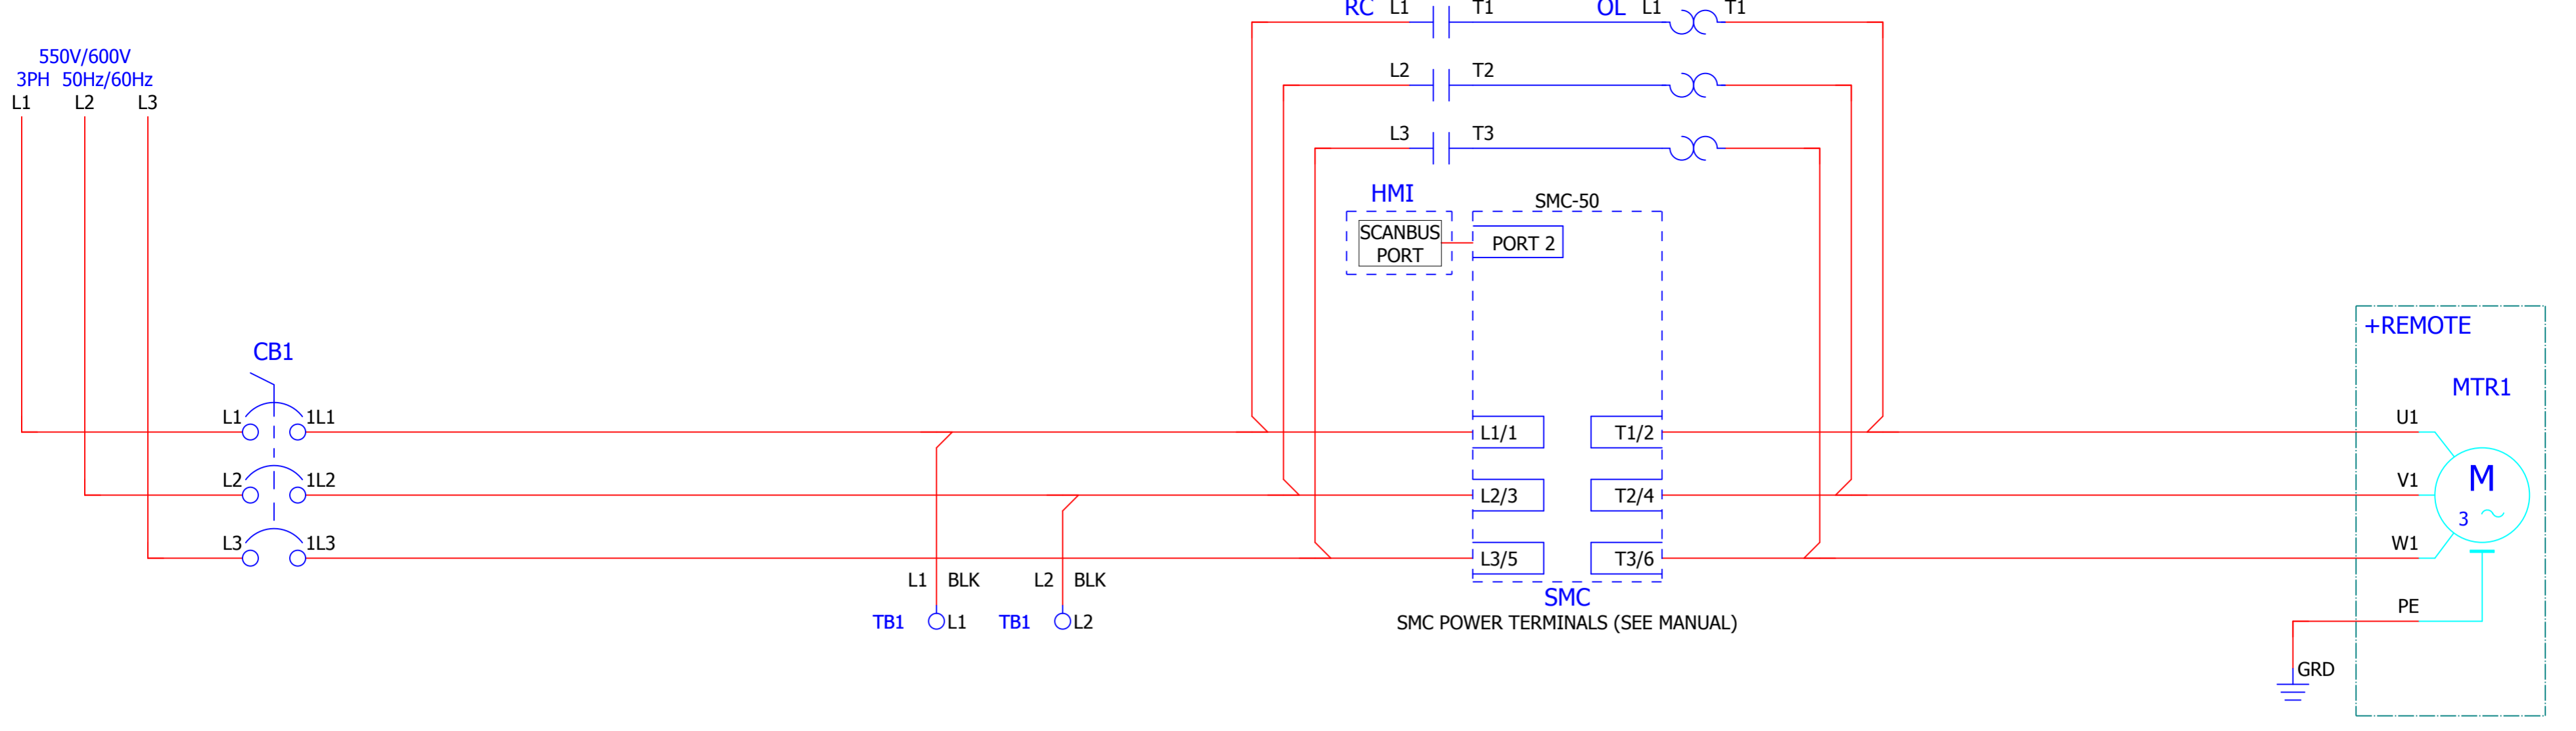 RC L1 T1 OL L1 T1
550V/600V
3PH 50Hz/60Hz
L1 L2 L3
L2 T2
L3 T3
HMI
SCANBUS
PORT
SMC-50
PORT 2
+REMOTE
MTR1
CB1
L1 1L1
L2 1L2
L3 1L3
L1/1 T1/2
L2/3 T2/4
L3/5 T3/6
U1
V1
W1
M
3
PE
GRD
L1 BLK L2 BLK
TB1 L1 TB1 L2
SMC
SMC POWER TERMINALS (SEE MANUAL)